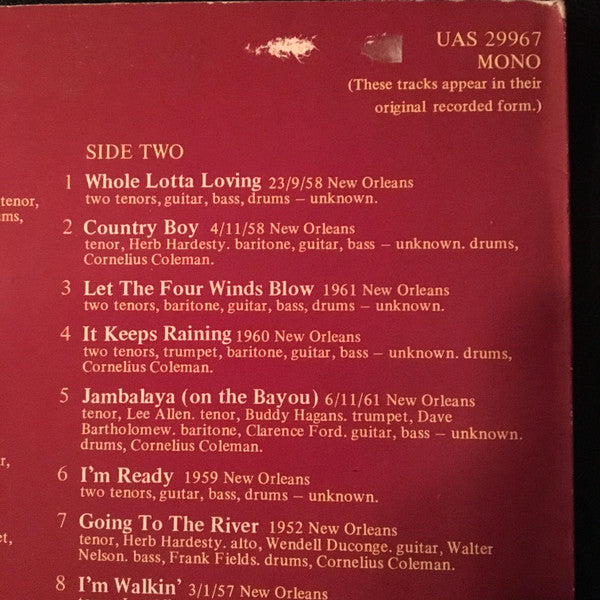 UAS 29967
MONO
(These tracks appear in their
original recorded form.)
SIDE TWO
tenor,
ms,
1 Whole Lotta Loving 23/9/58 New Orleans
two tenors, guitar, bass, drums – unknown.
2 Country Boy 4/11/58 New Orleans
tenor, Herb Hardesty. baritone, guitar, bass – unknown. drums,
Cornelius Coleman.
3 Let The Four Winds Blow 1961 New Orleans
two tenors, baritone, guitar, bass, drums – unknown.
4 It Keeps Raining 1960 New Orleans
two tenors, trumpet, baritone, guitar, bass – unknown. drums,
Cornelius Coleman.
5 Jambalaya (on the Bayou) 6/11/61 New Orleans
tenor, Lee Allen. tenor, Buddy Hagans. trumpet, Dave
Bartholomew. baritone, Clarence Ford. guitar, bass – unknown.
drums, Cornelius Coleman.
r,
6 I'm Ready 1959 New Orleans
two tenors, guitar, bass, drums – unknown.
7 Going To The River 1952 New Orleans
tenor, Herb Hardesty. alto, Wendell Duconge. guitar, Walter
Nelson. bass, Frank Fields. drums, Cornelius Coleman.
et,
8 I'm Walkin' 3/1/57 New Orleans